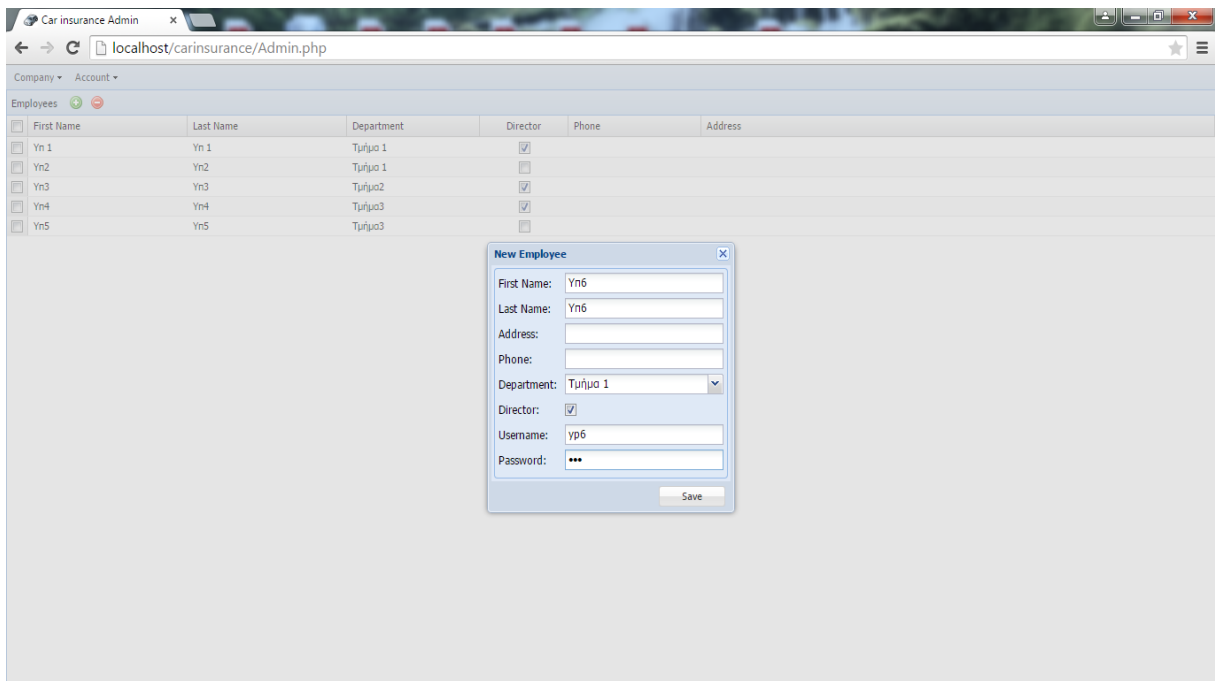 Car insurance Admin
localhost/carinsurance/Admin.php
Company Account
Employees
First Name Last Name Department Director Phone Address
Υπ 1 Υπ 1 Τμήμα 1
Υπ2 Υπ2 Τμήμα 1
Υπ3 Υπ3 Τμήμα2
Υπ4 Υπ4 Τμήμα3
Υπ5 Υπ5 Τμήμα3
New Employee
First Name: Υπ6
Last Name: Υπ6
Address:
Phone:
Department: Τμήμα 1
Director:
Username: yp6
Password: •••
Save